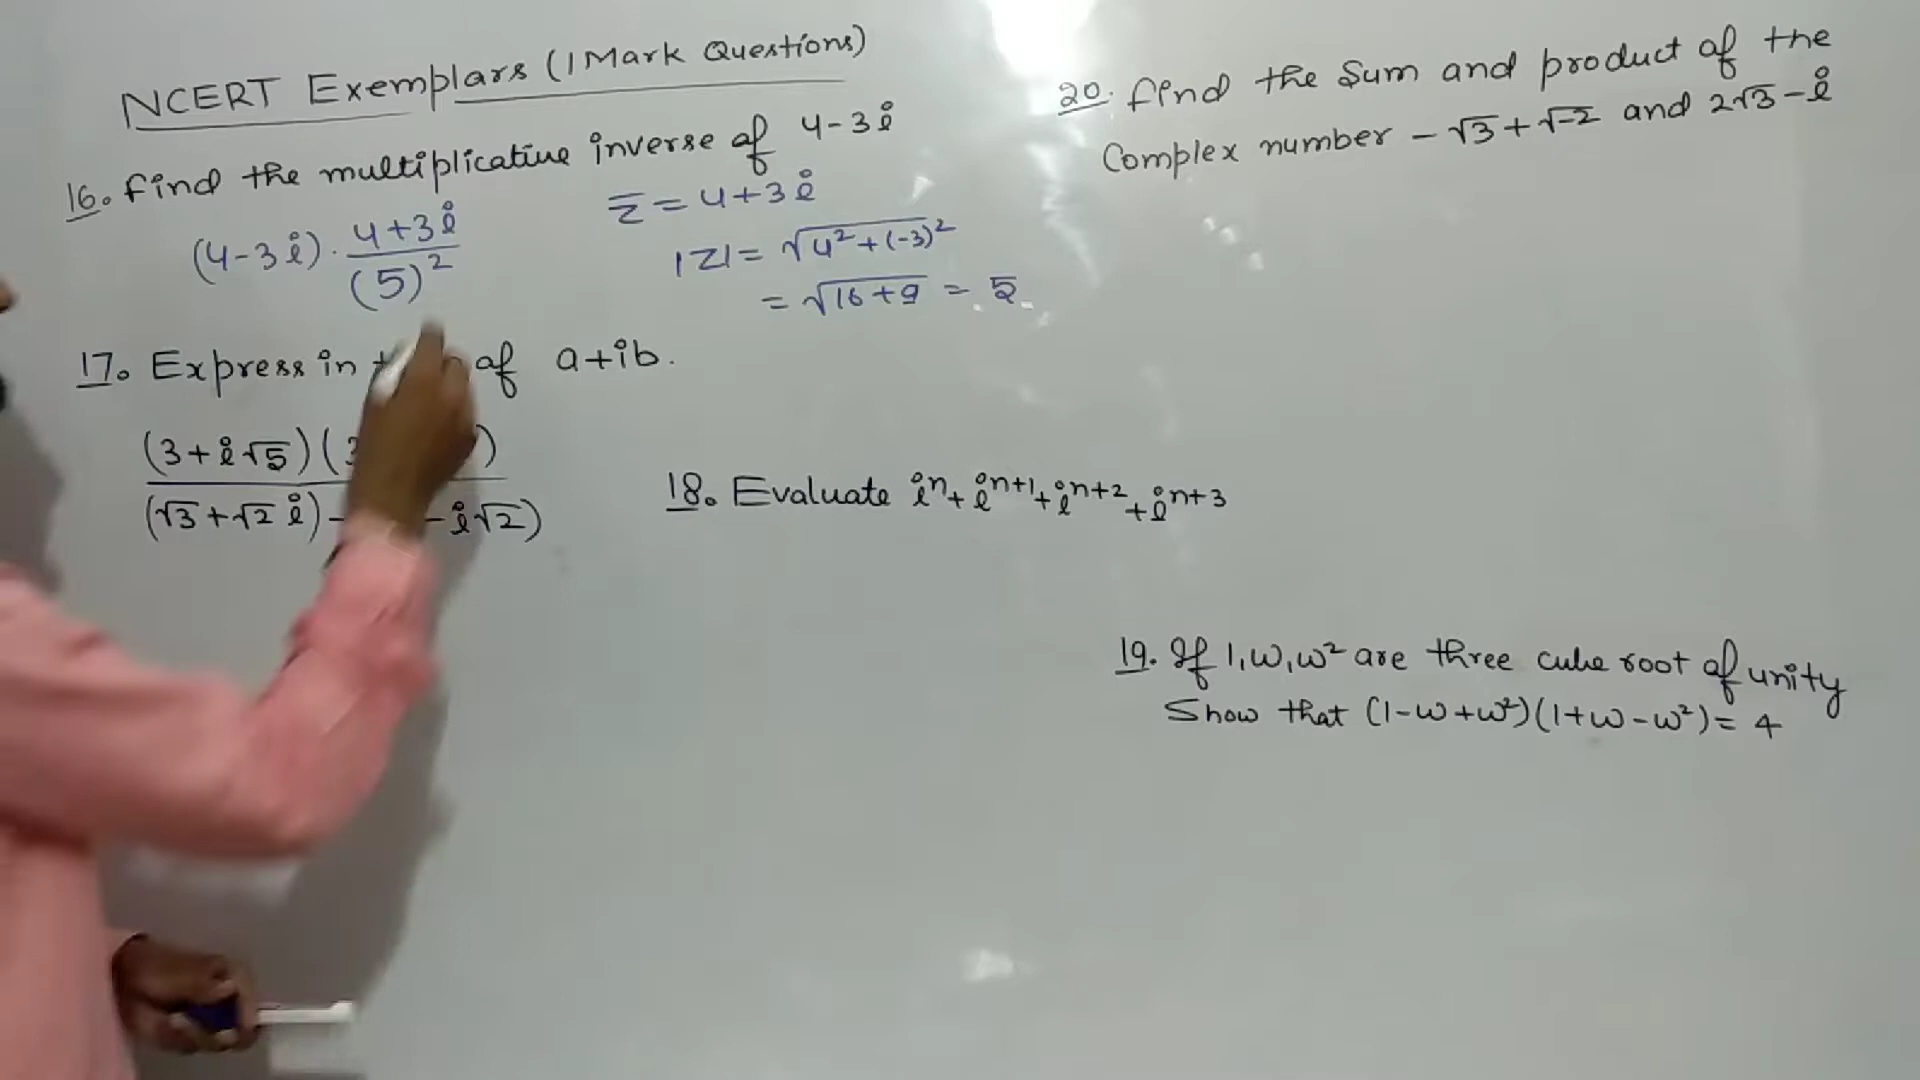 NCERT Exemplars (1 Mark Questions)
16. Find the multiplicative inverse of 4-3i
(4-3i) . 4+3i / (5)²
z̅ = 4+3i
|z| = √4²+(-3)²
= √16+9 = 5
17. Express in of a+ib.
(3+i√5)(3 )
(√3+√2 i)- -i√2)
18. Evaluate iⁿ+iⁿ⁺¹+iⁿ⁺²+iⁿ⁺³
20. Find the Sum and product of the
Complex number -√3+√-2 and 2√3-i
19. If 1,ω,ω² are three cube root of unity
Show that (1-ω+ω²)(1+ω-ω²)= 4